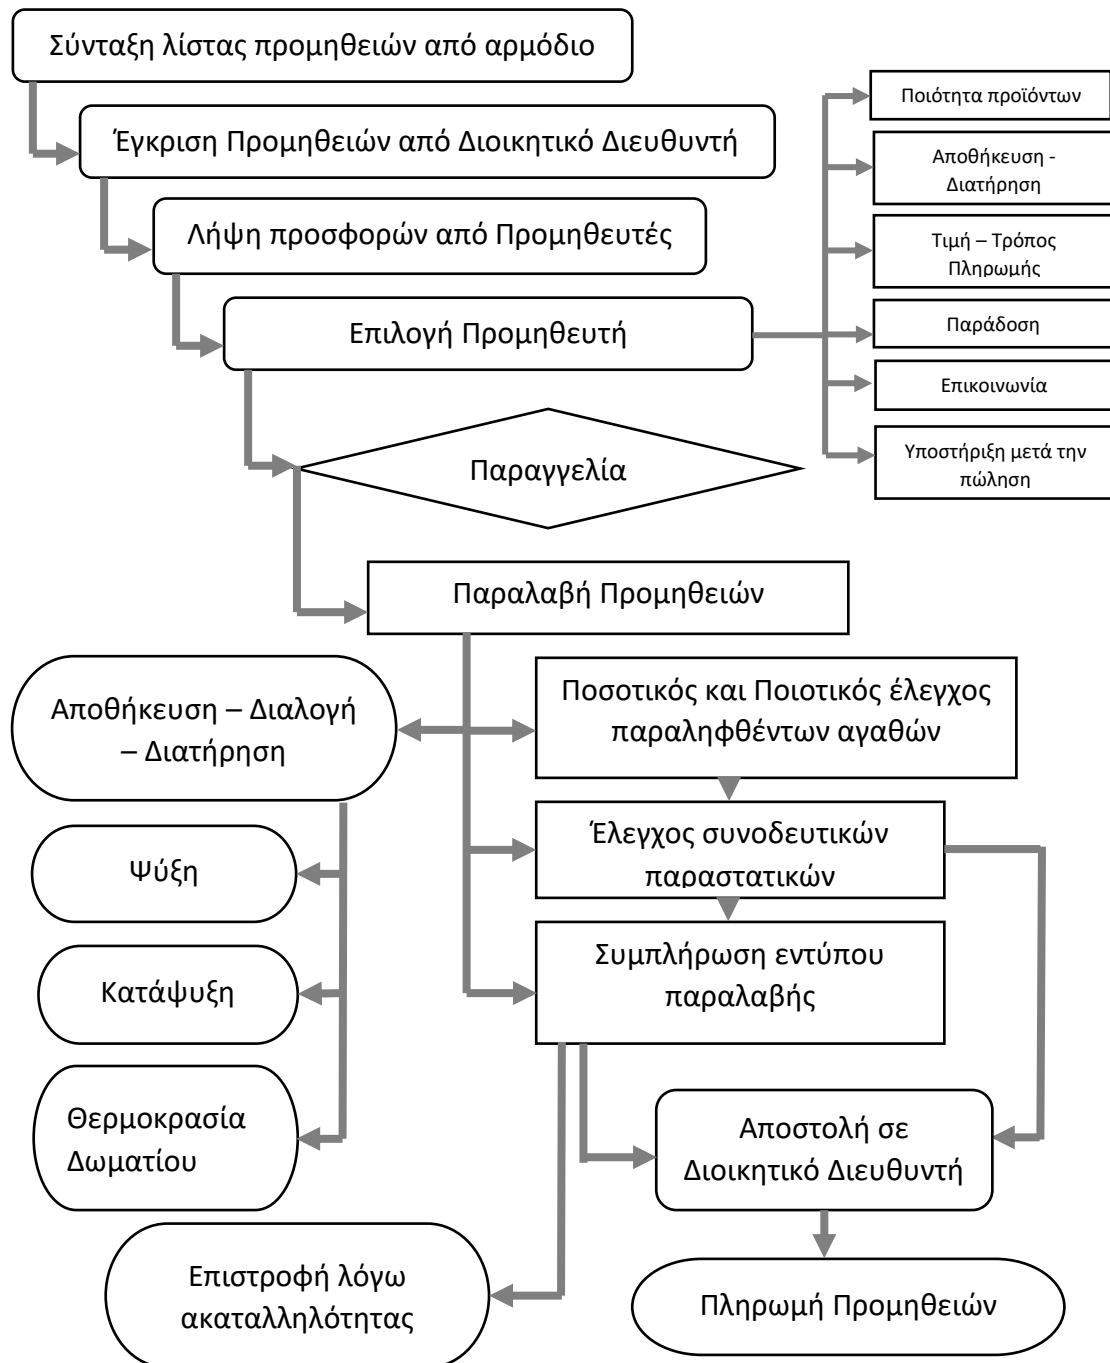 Σύνταξη λίστας προμηθειών από αρμόδιο
Έγκριση Προμηθειών από Διοικητικό Διευθυντή
Λήψη προσφορών από Προμηθευτές
Επιλογή Προμηθευτή
Ποιότητα προϊόντων
Αποθήκευση -
Διατήρηση
Τιμή – Τρόπος
Πληρωμής
Παράδοση
Επικοινωνία
Υποστήριξη μετά την
πώληση
Παραγγελία
Παραλαβή Προμηθειών
Αποθήκευση – Διαλογή
– Διατήρηση
Ποσοτικός και Ποιοτικός έλεγχος
παραληφθέντων αγαθών
Έλεγχος συνοδευτικών
παραστατικών
Συμπλήρωση εντύπου
παραλαβής
Ψύξη
Κατάψυξη
Θερμοκρασία
Δωματίου
Αποστολή σε
Διοικητικό Διευθυντή
Επιστροφή λόγω
ακαταλληλότητας
Πληρωμή Προμηθειών